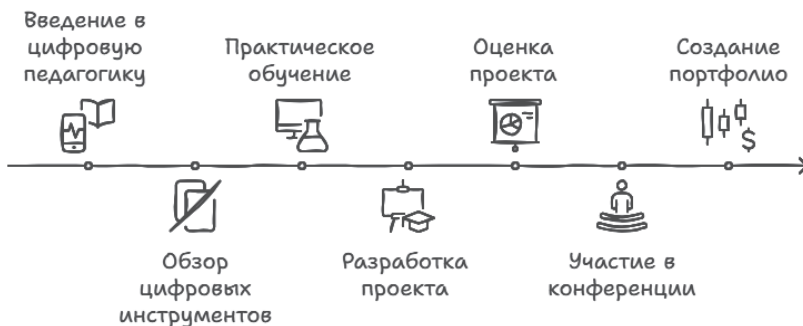 Введение в
цифровую
педагогику
Обзор
цифровых
инструментов
Практическое
обучение
Разработка
проекта
Оценка
проекта
Участие в
конференции
Создание
портфолио
$